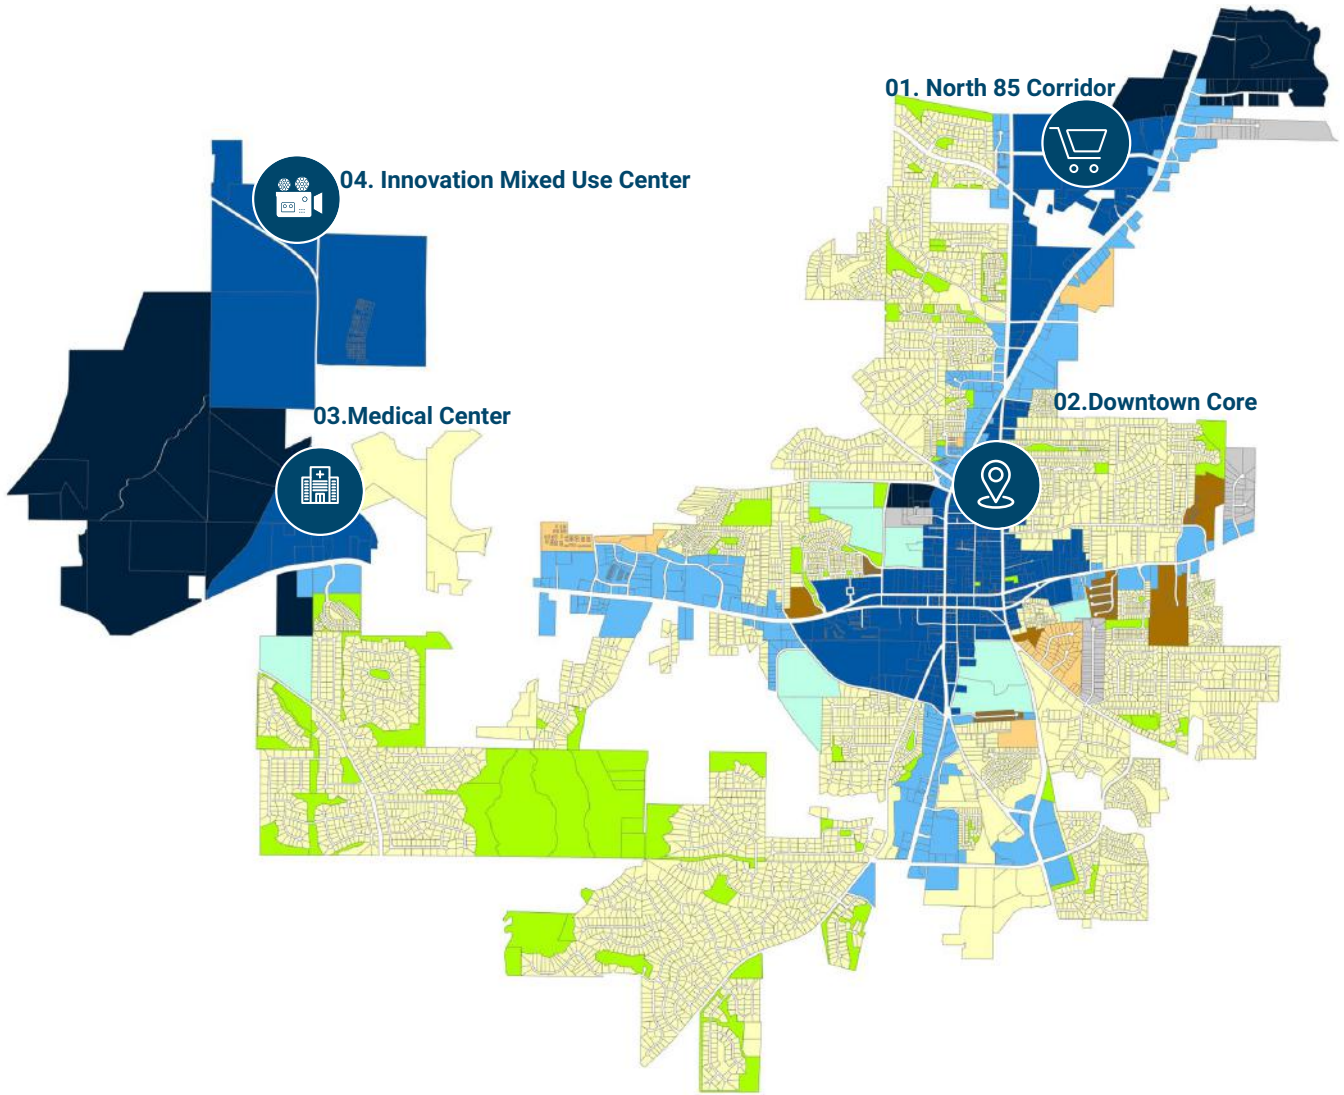 01. North 85 Corridor
04. Innovation Mixed Use Center
02.Downtown Core
03.Medical Center